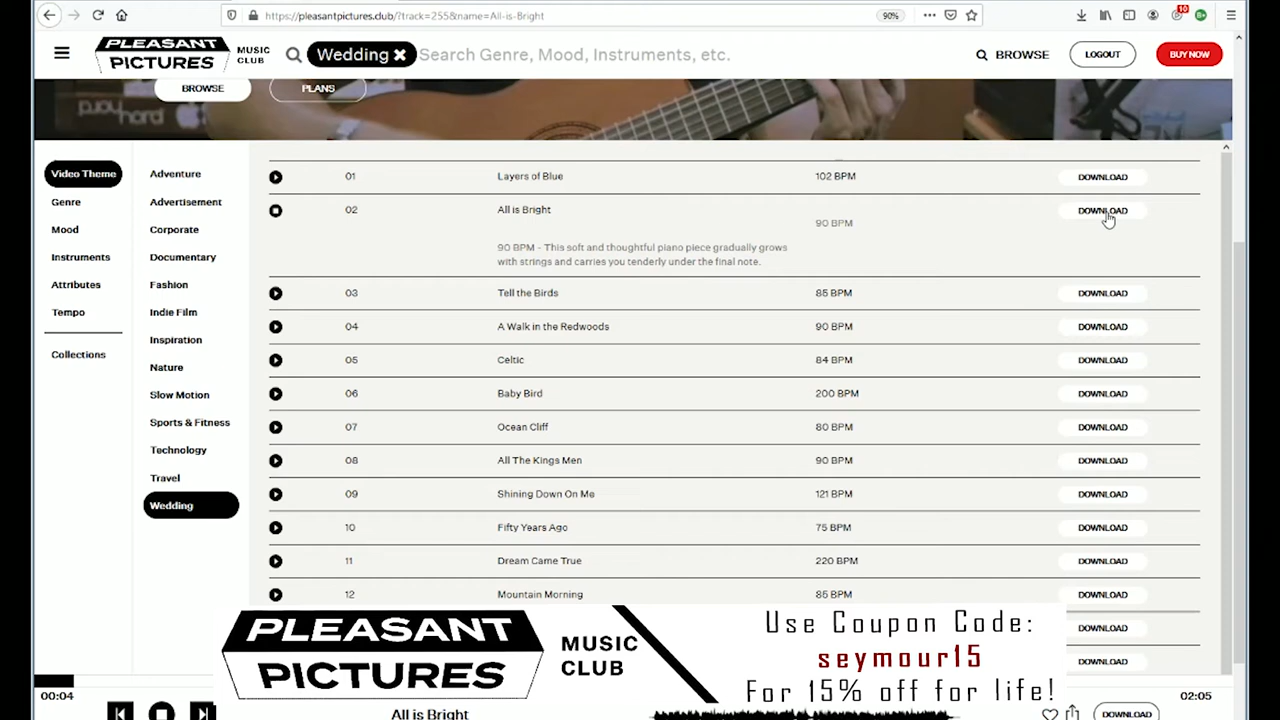 https://pleasantpictures.club/?track=255&name=All-is-Bright
90%
10
PLEASANT
PICTURES
MUSIC
CLUB
Wedding
Search Genre, Mood, Instruments, etc.
BROWSE
LOGOUT
BUY NOW
BROWSE
PLANS
Video Theme
Genre
Mood
Instruments
Attributes
Tempo
Collections
Adventure
Advertisement
Corporate
Documentary
Fashion
Indie Film
Inspiration
Nature
Slow Motion
Sports & Fitness
Technology
Travel
Wedding
01 Layers of Blue 102 BPM DOWNLOAD
02 All is Bright 90 BPM DOWNLOAD
90 BPM - This soft and thoughtful piano piece gradually grows
with strings and carries you tenderly under the final note.
03 Tell the Birds 85 BPM DOWNLOAD
04 A Walk in the Redwoods 90 BPM DOWNLOAD
05 Celtic 84 BPM DOWNLOAD
06 Baby Bird 200 BPM DOWNLOAD
07 Ocean Cliff 80 BPM DOWNLOAD
08 All The Kings Men 90 BPM DOWNLOAD
09 Shining Down On Me 121 BPM DOWNLOAD
10 Fifty Years Ago 75 BPM DOWNLOAD
11 Dream Came True 220 BPM DOWNLOAD
12 Mountain Morning 85 BPM DOWNLOAD
DOWNLOAD
DOWNLOAD
PLEASANT
PICTURES
MUSIC
CLUB
Use Coupon Code:
seymour15
For 15% off for life!
00:04
02:05
All is Bright
DOWNLOAD